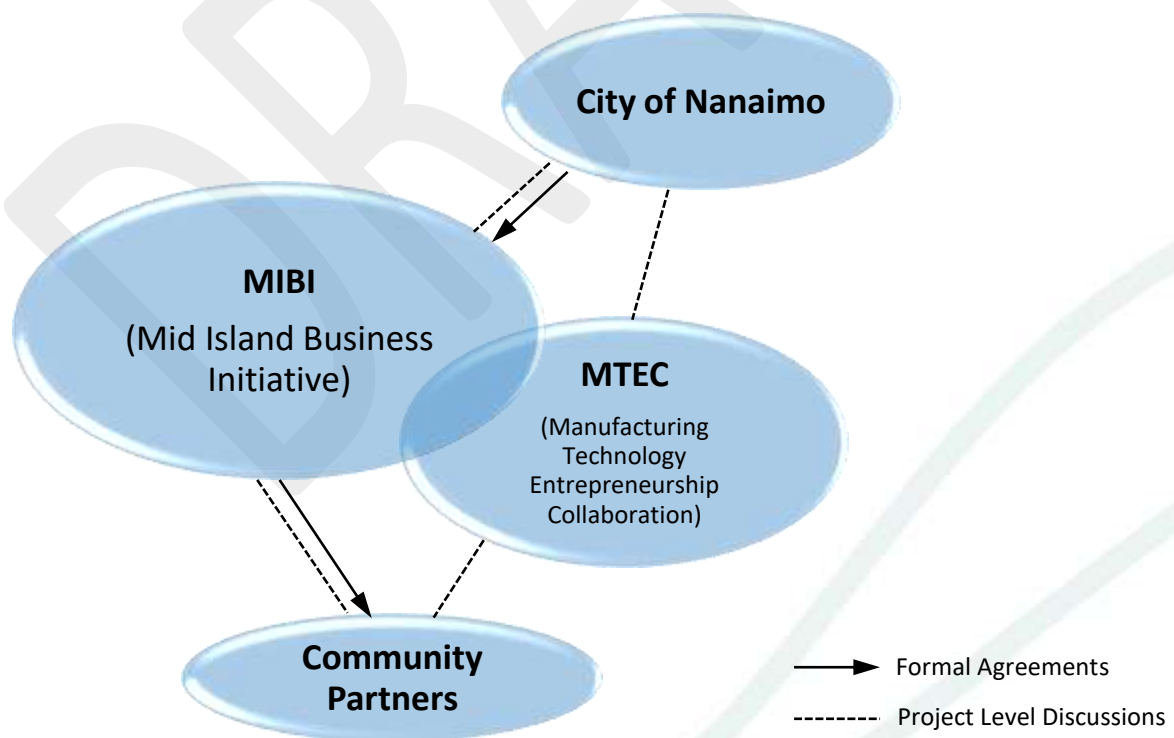 City of Nanaimo
MIBI
(Mid Island Business
Initiative)
MTEC
(Manufacturing
Technology
Entrepreneurship
Collaboration)
Community
Partners
Formal Agreements
Project Level Discussions